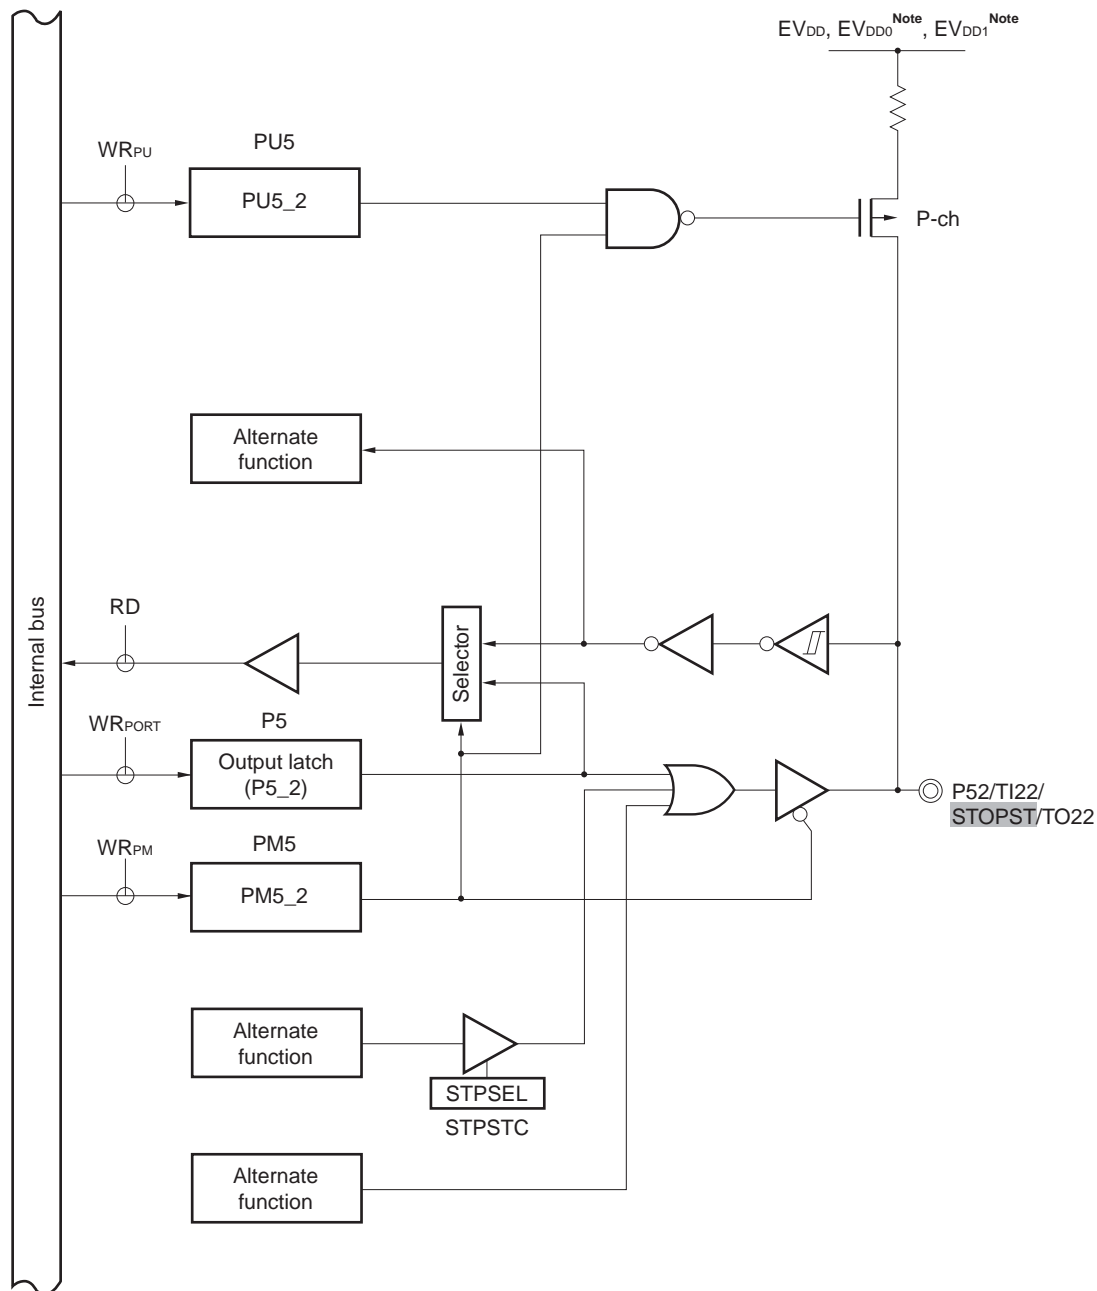 EVDD, EVDD0Note, EVDD1Note
WRPU
PU5
PU5_2
P-ch
Alternate
function
Internal bus
RD
Selector
WRPORT
P5
Output latch
(P5_2)
P52/TI22/
STOPST/TO22
WRPM
PM5
PM5_2
Alternate
function
STPSEL
STPSTC
Alternate
function